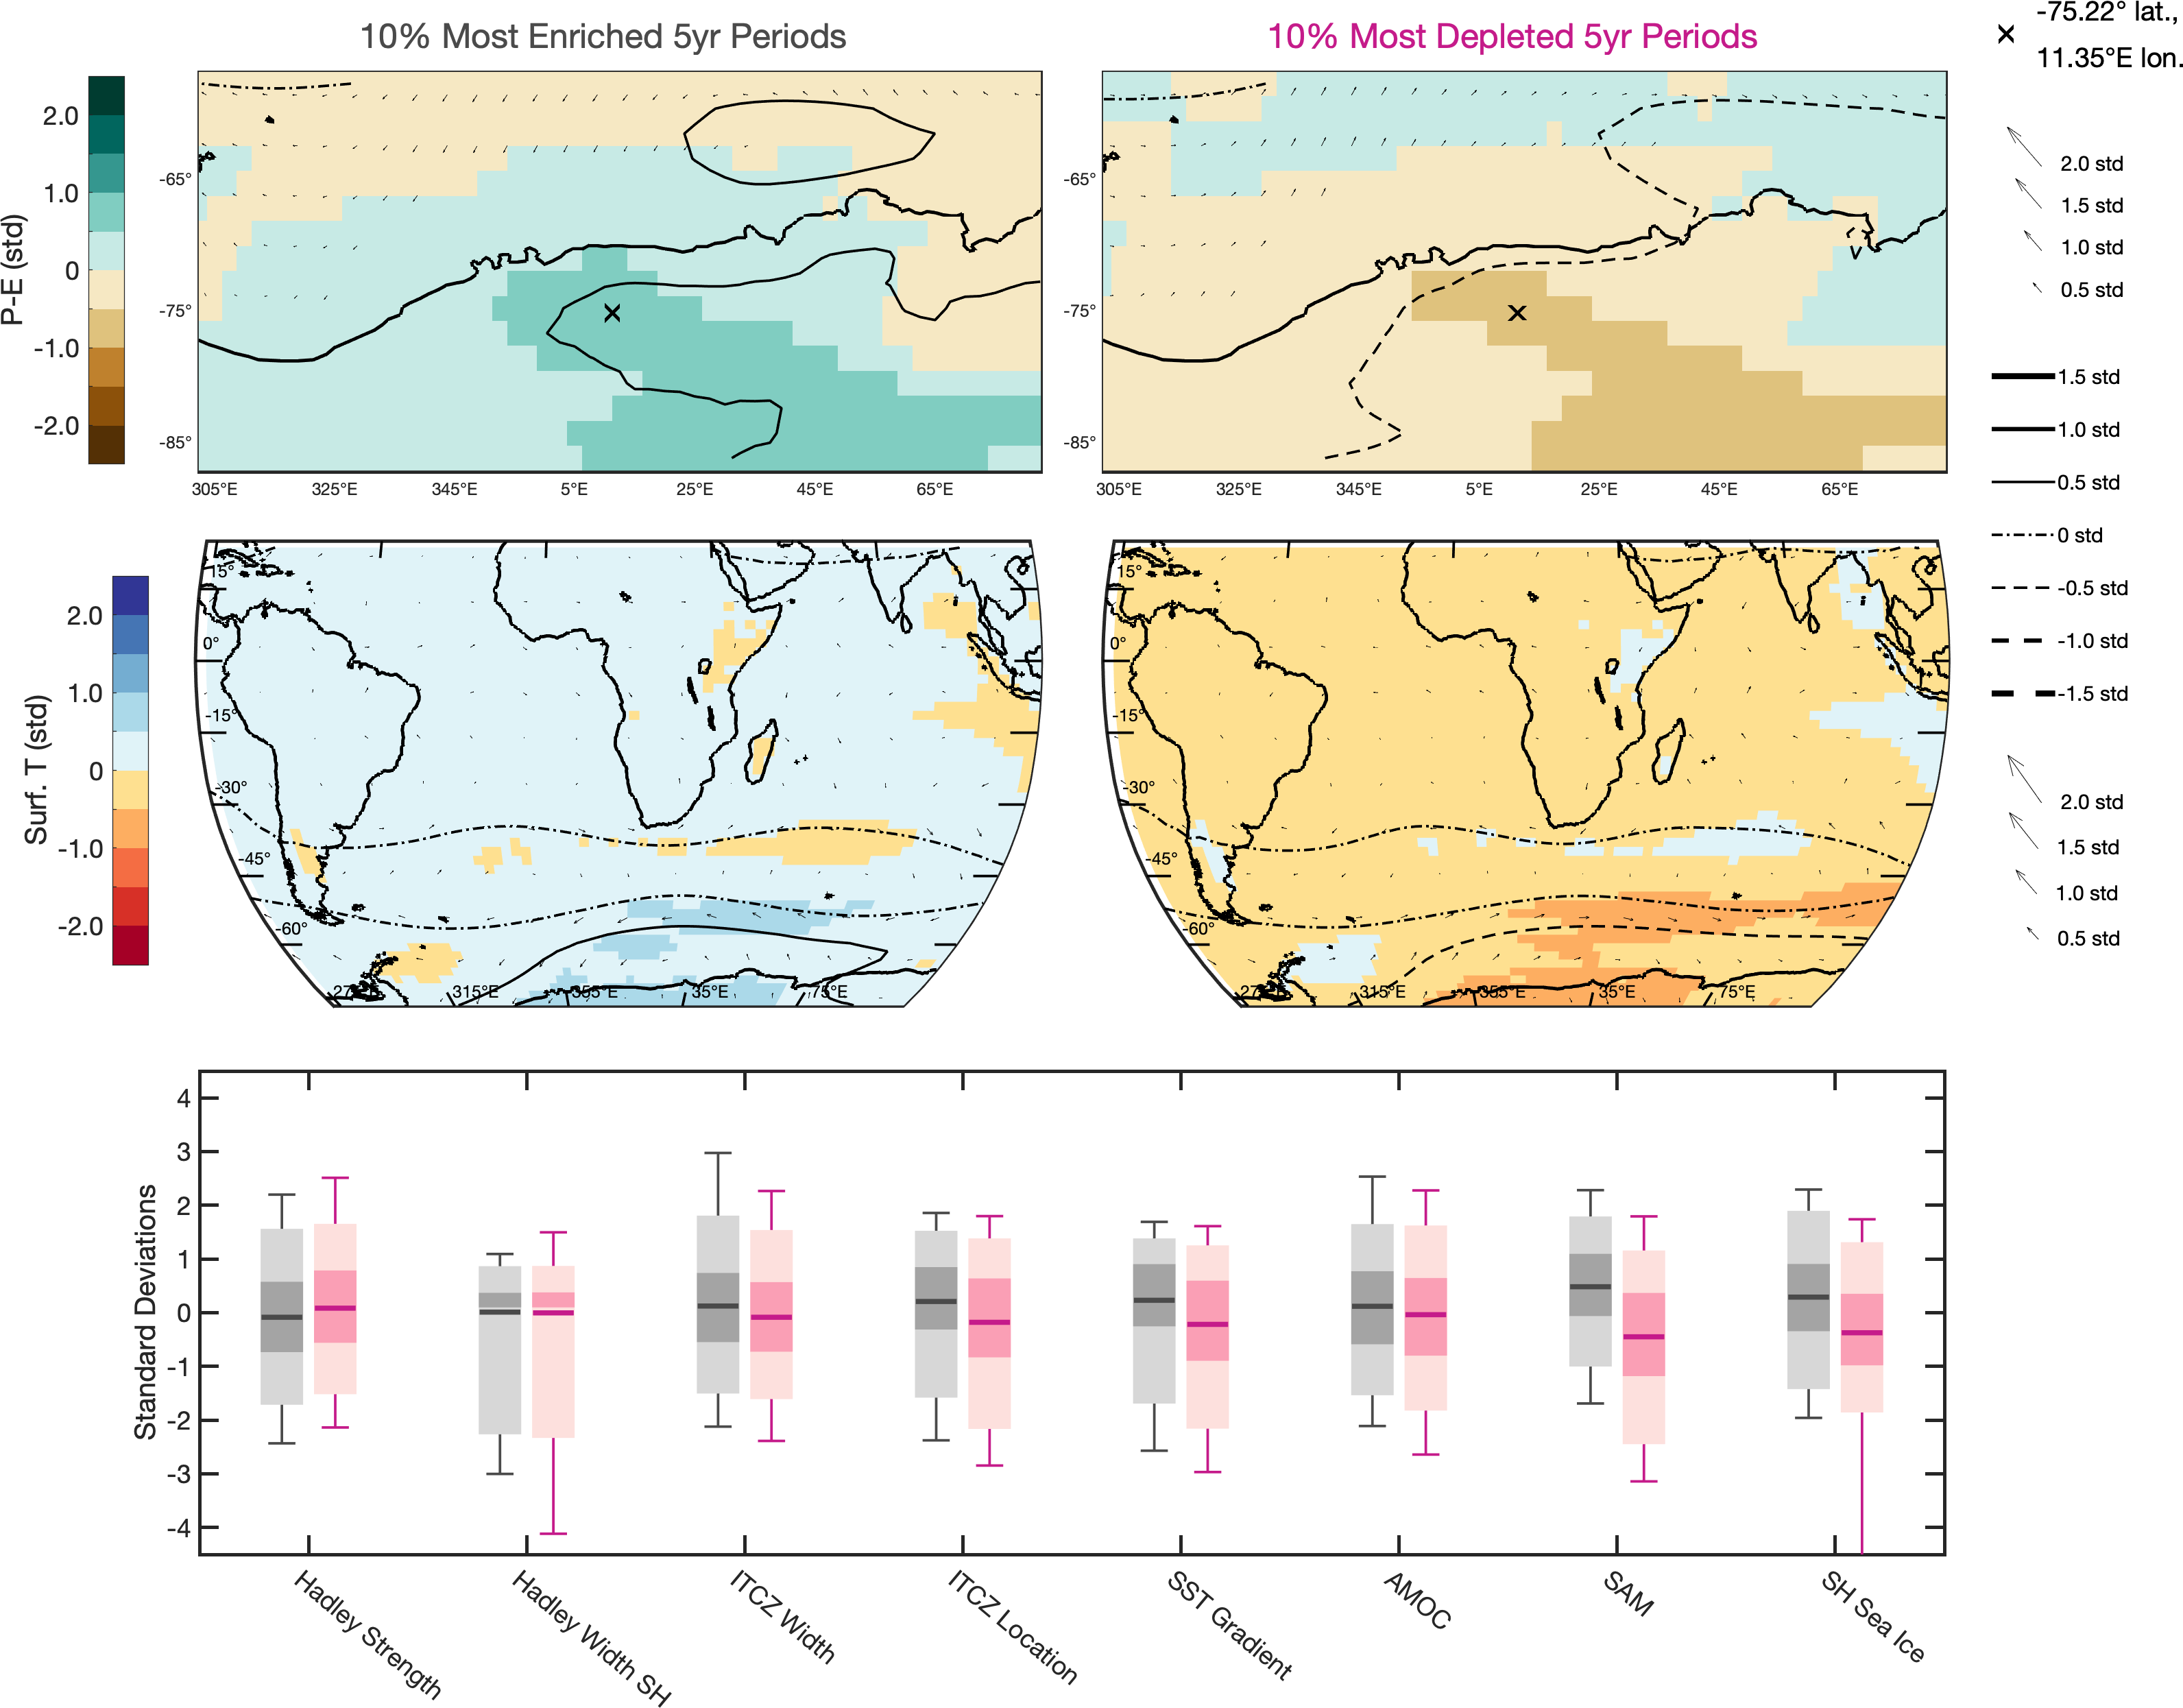 10% Most Enriched 5yr Periods
10% Most Depleted 5yr Periods
-75.22° lat.,
11.35°E lon.
P-E (std)
2.0
1.0
0
-1.0
-2.0
-65°
-75°
-85°
305°E 325°E 345°E 5°E 25°E 45°E 65°E
-65°
-75°
-85°
305°E 325°E 345°E 5°E 25°E 45°E 65°E
2.0 std
1.5 std
1.0 std
0.5 std
1.5 std
1.0 std
0.5 std
0 std
-0.5 std
-1.0 std
-1.5 std
2.0 std
1.5 std
1.0 std
0.5 std
Surf. T (std)
2.0
1.0
0
-1.0
-2.0
15°
0°
-15°
-30°
-45°
-60°
315°E 355°E 35°E 75°E
15°
0°
-15°
-30°
-45°
-60°
315°E 355°E 35°E 75°E
Standard Deviations
4
3
2
1
0
-1
-2
-3
-4
Hadley Strength
Hadley Width SH
ITCZ Width
ITCZ Location
SST Gradient
AMOC
SAM
SH Sea Ice